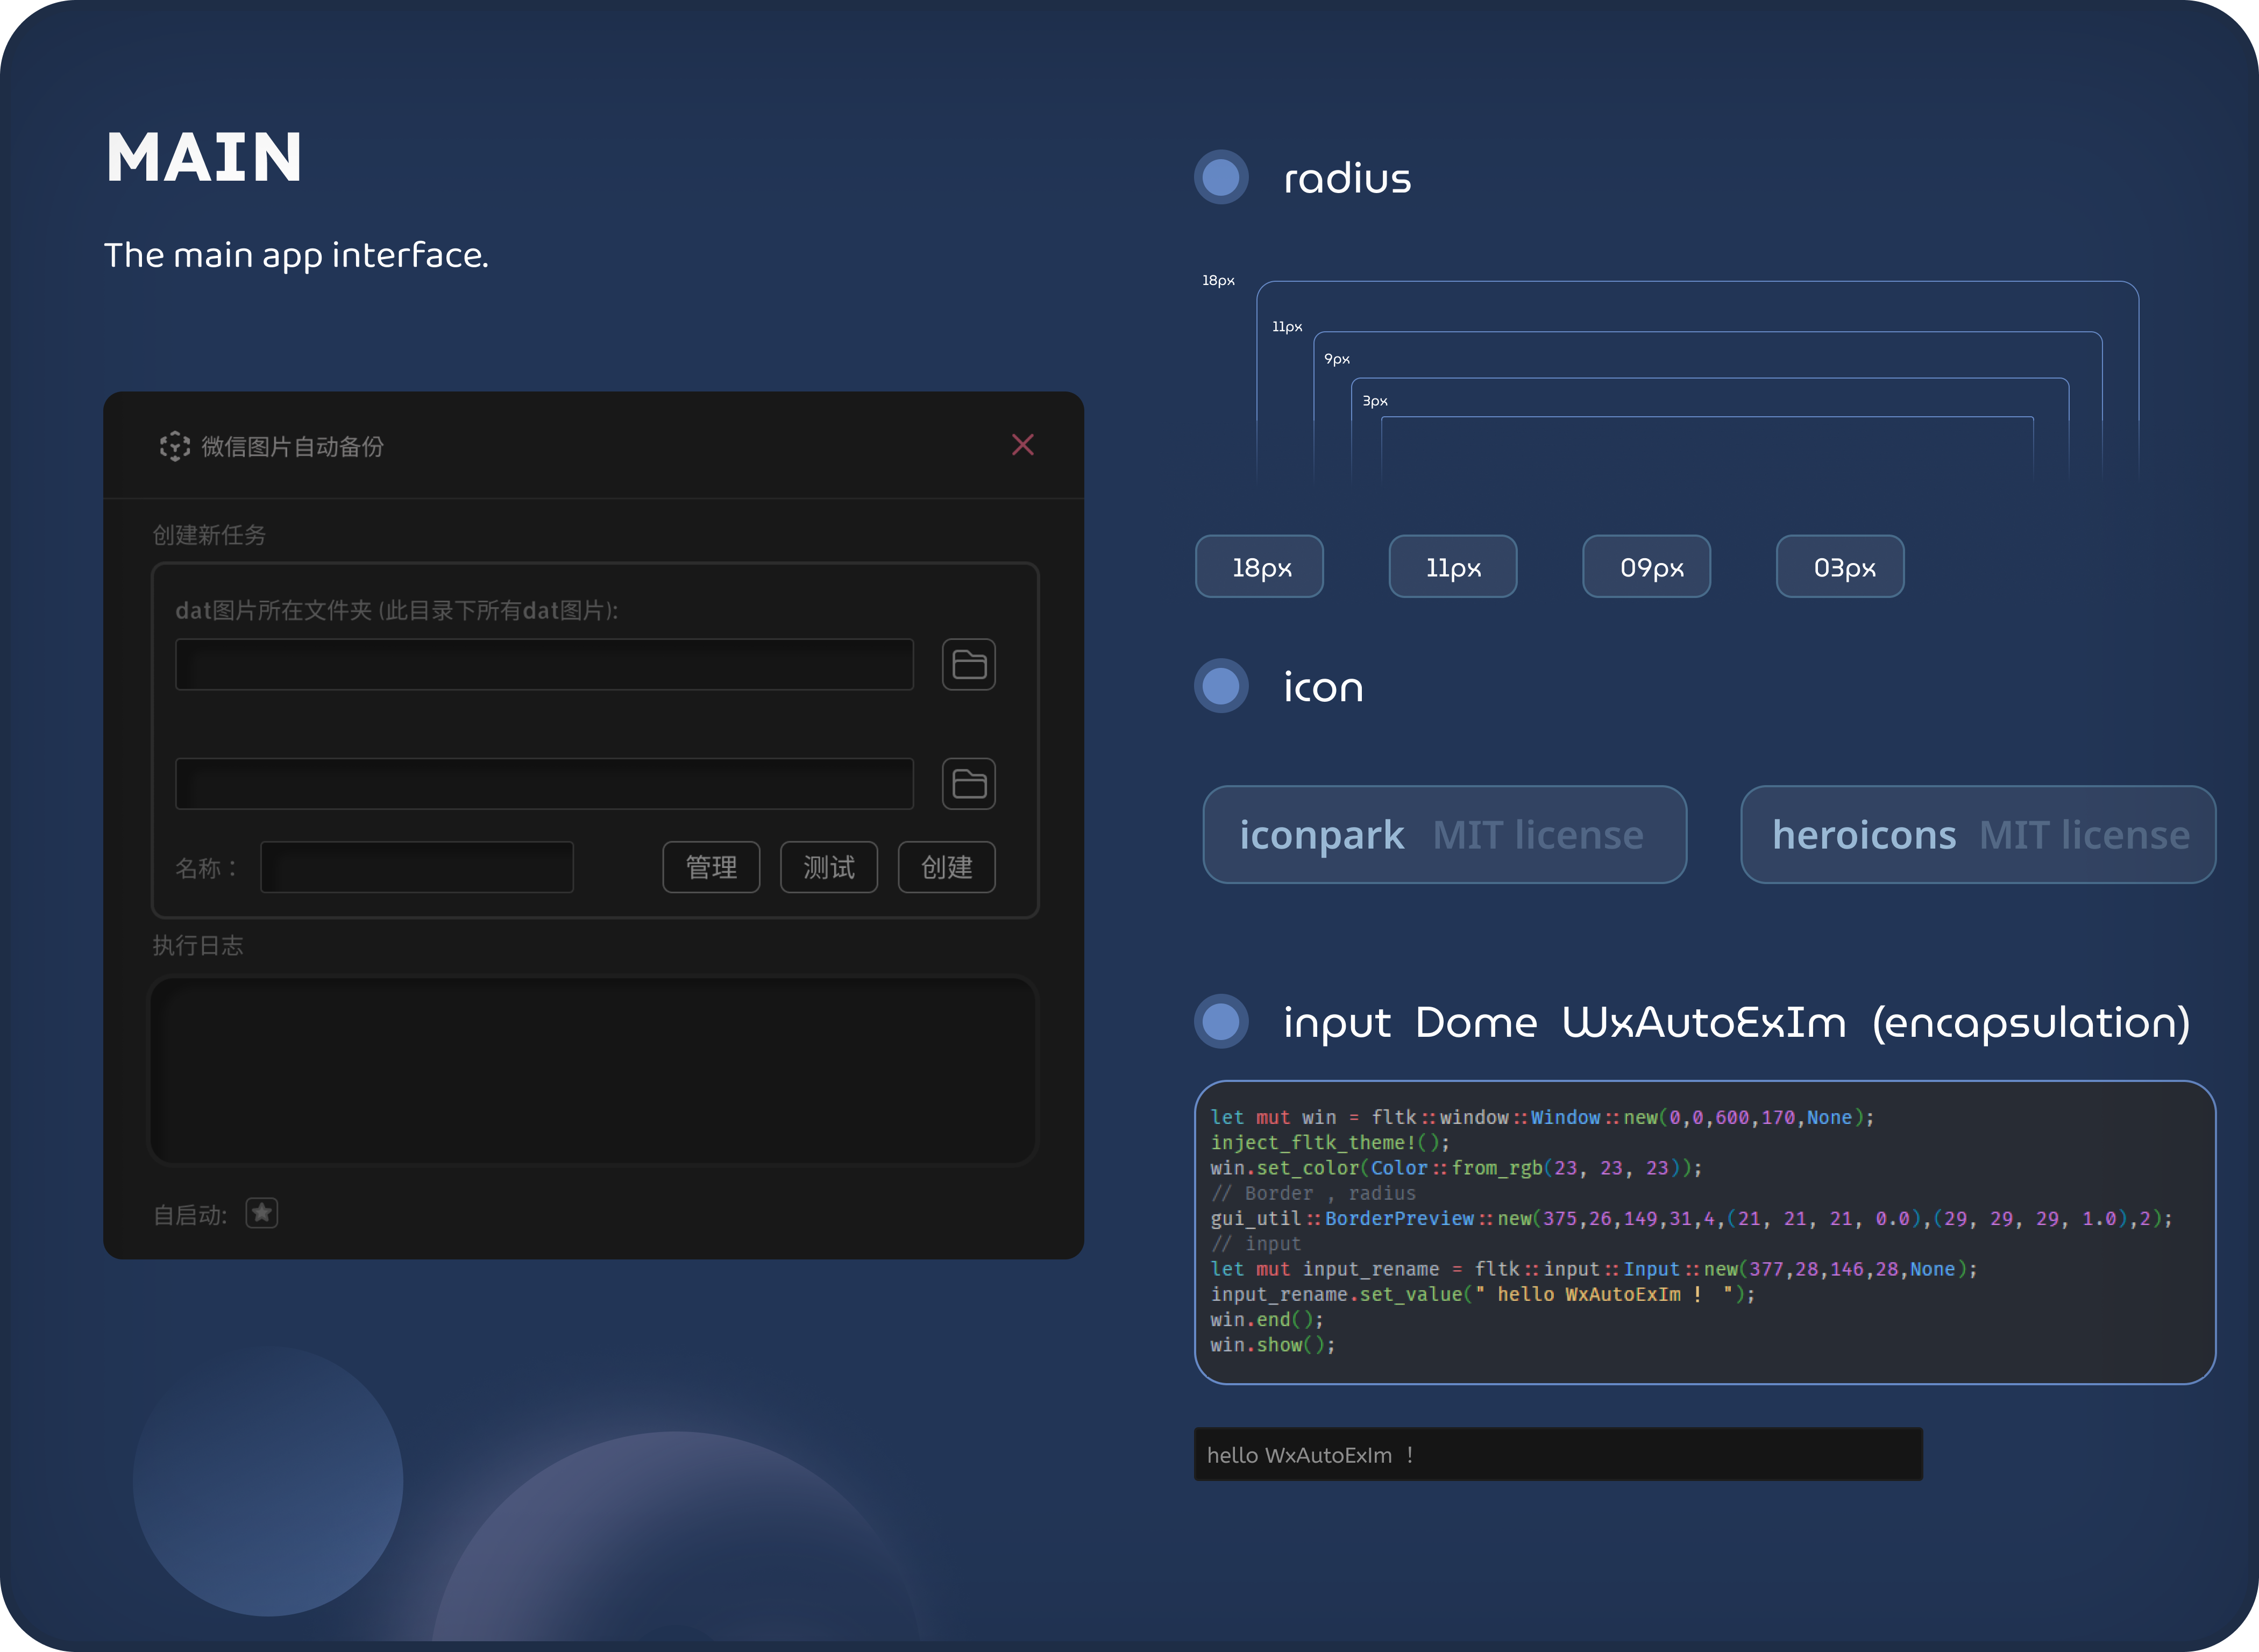 MAIN
The main app interface.
微信图片自动备份
创建新任务
dat图片所在文件夹 (此目录下所有dat图片):
名称：
管理
测试
创建
执行日志
自启动:
radius
18px
11px
9px
3px
18px
11px
09px
03px
icon
iconpark MIT license
heroicons MIT license
input Dome WxAutoExIm (encapsulation)
let mut win = fltk::window::Window::new(0,0,600,170,None);
inject_fltk_theme!();
win.set_color(Color::from_rgb(23, 23, 23));
// Border , radius
gui_util::BorderPreview::new(375,26,149,31,4,(21, 21, 21, 0.0),(29, 29, 29, 1.0),2);
// input
let mut input_rename = fltk::input::Input::new(377,28,146,28,None);
input_rename.set_value(" hello WxAutoExIm !  ");
win.end();
win.show();
hello WxAutoExIm !